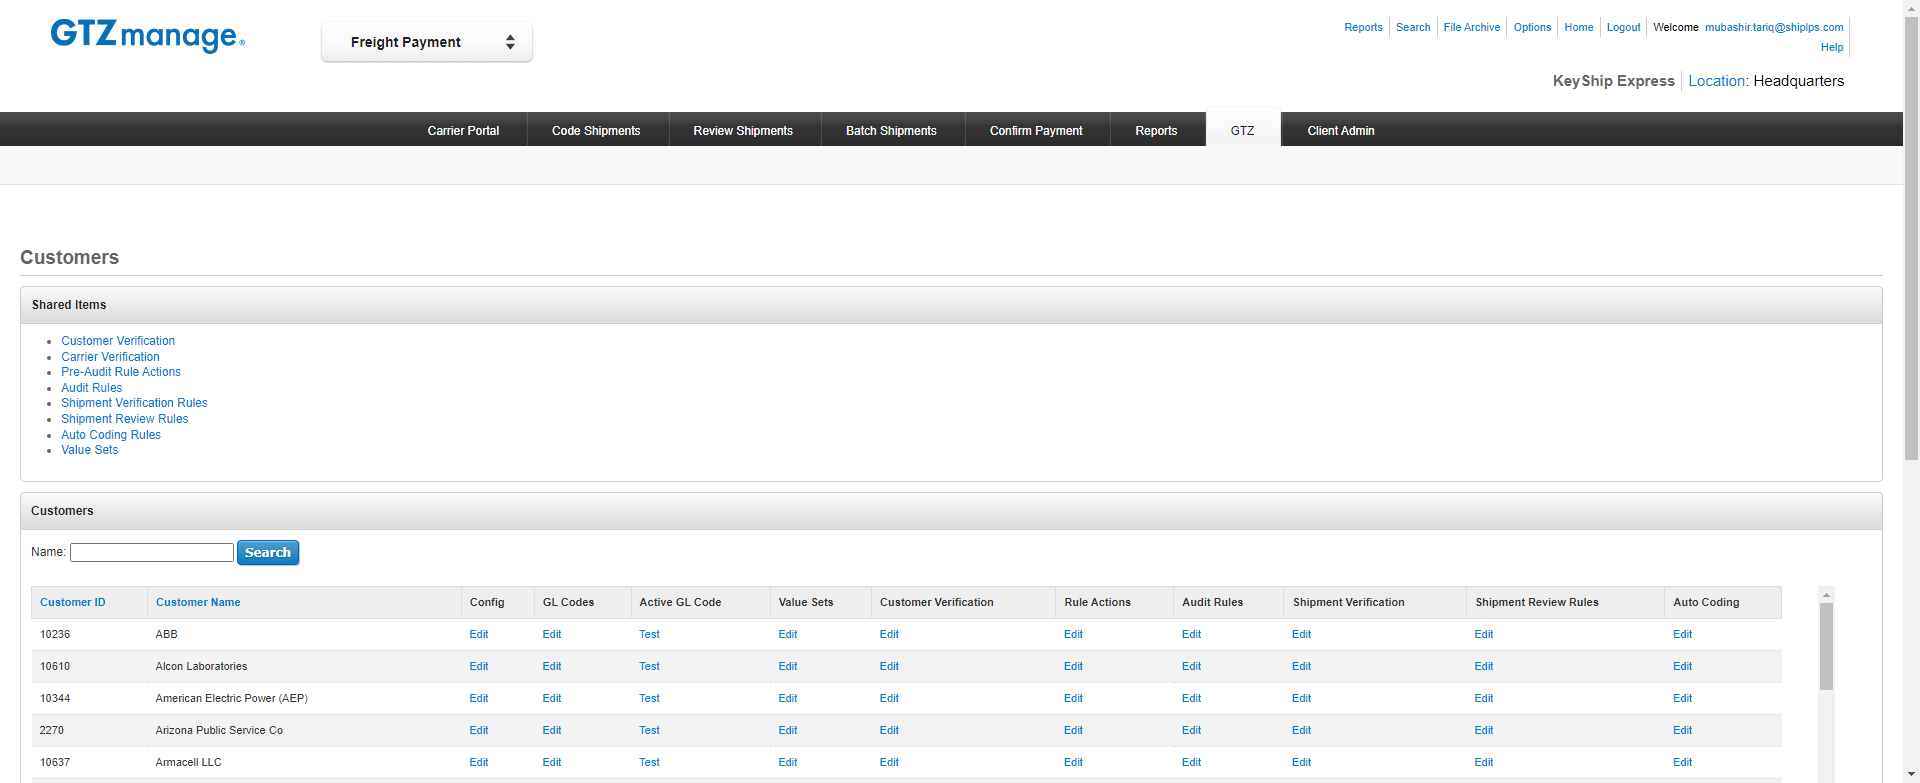 GTZmanage®
Freight Payment
Reports Search File Archive Options Home Logout Welcome mubashir.tariq@shiplps.com
Help
KeyShip Express Location: Headquarters
Carrier Portal Code Shipments Review Shipments Batch Shipments Confirm Payment Reports GTZ Client Admin
Customers
Shared Items
Customer Verification
Carrier Verification
Pre-Audit Rule Actions
Audit Rules
Shipment Verification Rules
Shipment Review Rules
Auto Coding Rules
Value Sets
Customers
Name: Search
Customer ID Customer Name Config GL Codes Active GL Code Value Sets Customer Verification Rule Actions Audit Rules Shipment Verification Shipment Review Rules Auto Coding
10236 ABB Edit Edit Test Edit Edit Edit Edit Edit Edit Edit
10610 Alcon Laboratories Edit Edit Test Edit Edit Edit Edit Edit Edit Edit
10344 American Electric Power (AEP) Edit Edit Test Edit Edit Edit Edit Edit Edit Edit
2270 Arizona Public Service Co Edit Edit Test Edit Edit Edit Edit Edit Edit Edit
10637 Armacell LLC Edit Edit Test Edit Edit Edit Edit Edit Edit Edit